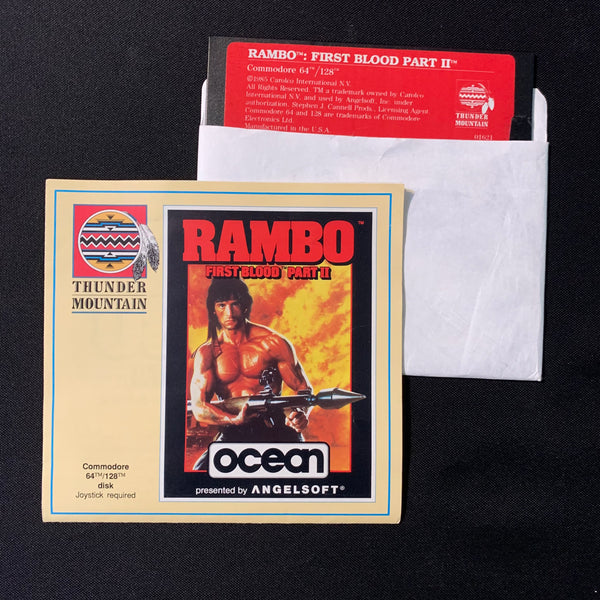 RAMBO™: FIRST BLOOD PART II™
Commodore 64™/128™
©1985 Carolco International N.V.
All Rights Reserved. TM a trademark owned by Carolco
International N.V. and used by Angelsoft, Inc. under
authorization. Stephen J. Cannell Prods., Licensing Agent.
Commodore 64 and 128 are trademarks of Commodore
Electronics Ltd.
Manufactured in the U.S.A.
THUNDER
MOUNTAIN
01621
THUNDER
MOUNTAIN
Commodore
64™/128™
disk
Joystick required
RAMBO™
FIRST BLOOD™ PART II
ocean
presented by ANGELSOFT®